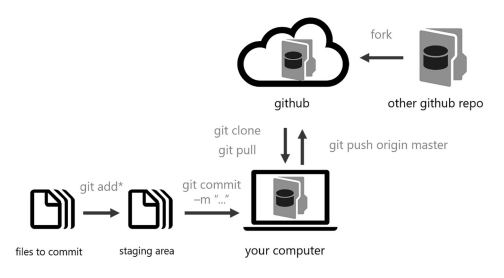 fork
github
other github repo
git clone
git pull
git push origin master
git add*
git commit
–m "..."
files to commit
staging area
your computer